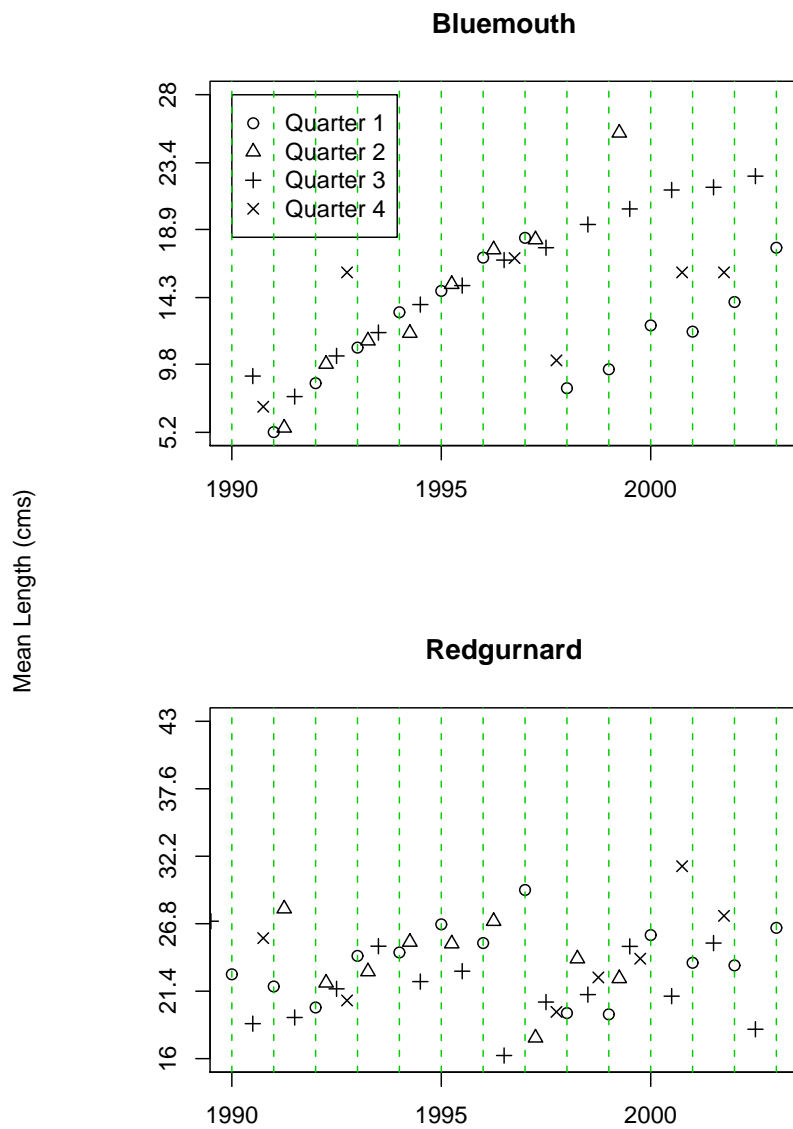 Bluemouth
28
23.4
18.9
14.3
9.8
5.2
Quarter 1
Quarter 2
Quarter 3
Quarter 4
1990 1995 2000
Mean Length (cms)
Redgurnard
43
37.6
32.2
26.8
21.4
16
1990 1995 2000